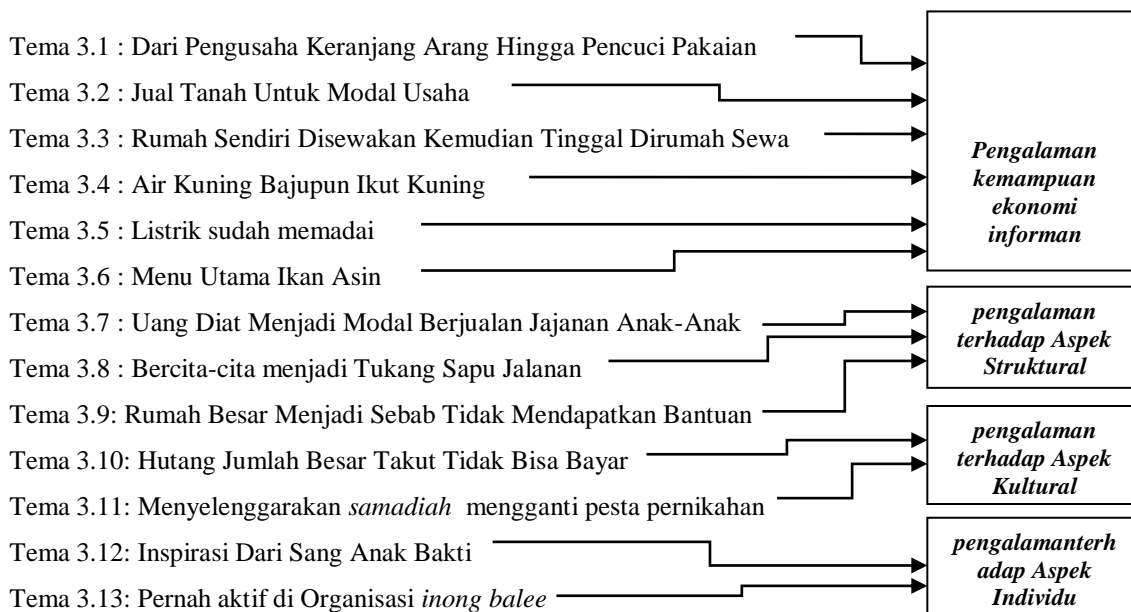 Tema 3.1 : Dari Pengusaha Keranjang Arang Hingga Pencuci Pakaian
Tema 3.2 : Jual Tanah Untuk Modal Usaha
Tema 3.3 : Rumah Sendiri Disewakan Kemudian Tinggal Dirumah Sewa
Tema 3.4 : Air Kuning Bajupun Ikut Kuning
Tema 3.5 : Listrik sudah memadai
Tema 3.6 : Menu Utama Ikan Asin
Pengalaman
kemampuan
ekonomi
informan
Tema 3.7 : Uang Diat Menjadi Modal Berjualan Jajanan Anak-Anak
Tema 3.8 : Bercita-cita menjadi Tukang Sapu Jalanan
Tema 3.9: Rumah Besar Menjadi Sebab Tidak Mendapatkan Bantuan
pengalaman
terhadap Aspek
Struktural
Tema 3.10: Hutang Jumlah Besar Takut Tidak Bisa Bayar
Tema 3.11: Menyelenggarakan samadiah mengganti pesta pernikahan
pengalaman
terhadap Aspek
Kultural
Tema 3.12: Inspirasi Dari Sang Anak Bakti
Tema 3.13: Pernah aktif di Organisasi inong balee
pengalamanterh
adap Aspek
Individu